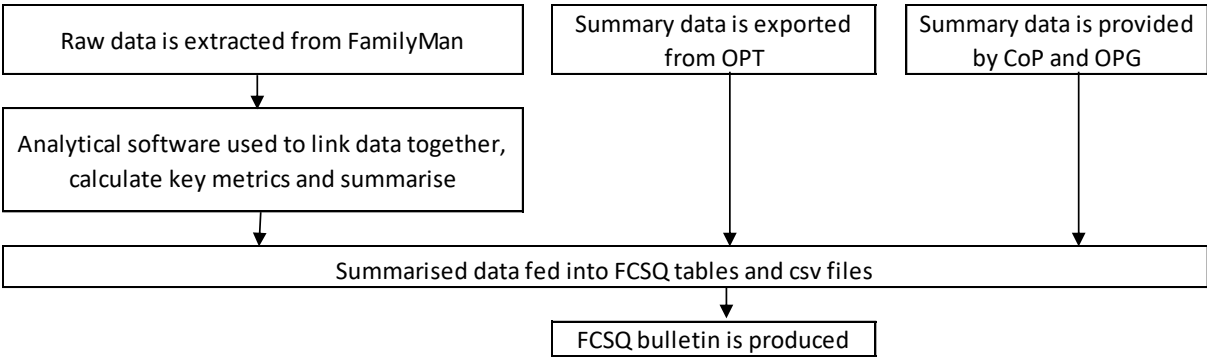 Raw data is extracted from FamilyMan
Summary data is exported
from OPT
Summary data is provided
by CoP and OPG
Analytical software used to link data together,
calculate key metrics and summarise
Summarised data fed into FCSQ tables and csv files
FCSQ bulletin is produced